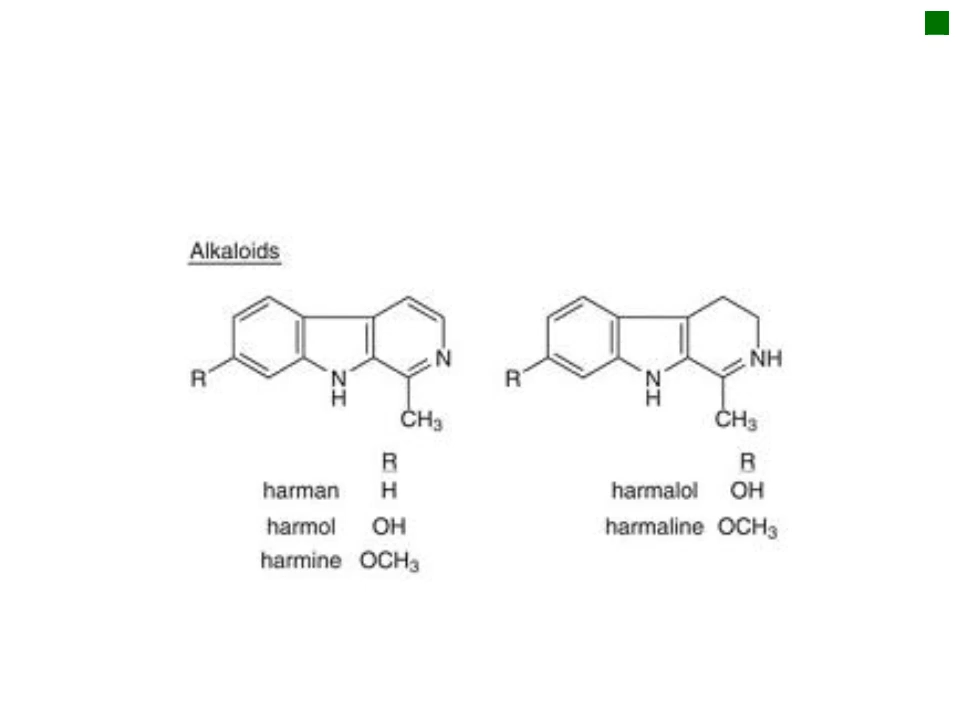 Alkaloids
R
N
H
N
CH₃
R
N
H
NH
CH₃
R
harman H
harmol OH
harmine OCH₃
R
harmalol OH
harmaline OCH₃